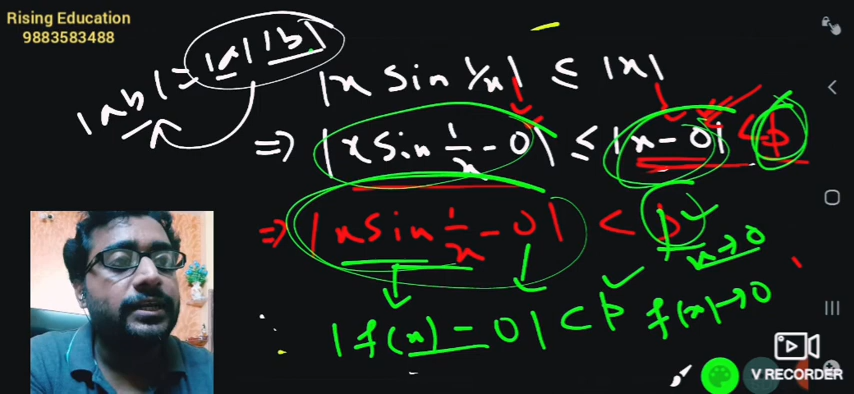 Rising Education
9883583488
|ab| = |a| |b|
|x sin 1/x| ≤ |x|
⇒ |x sin 1/x - 0| ≤ |x - 0| < p
⇒ |x sin 1/x - 0| < p
x → 0
∴ |f(x) - 0| < p f(x) → 0
V RECORDER